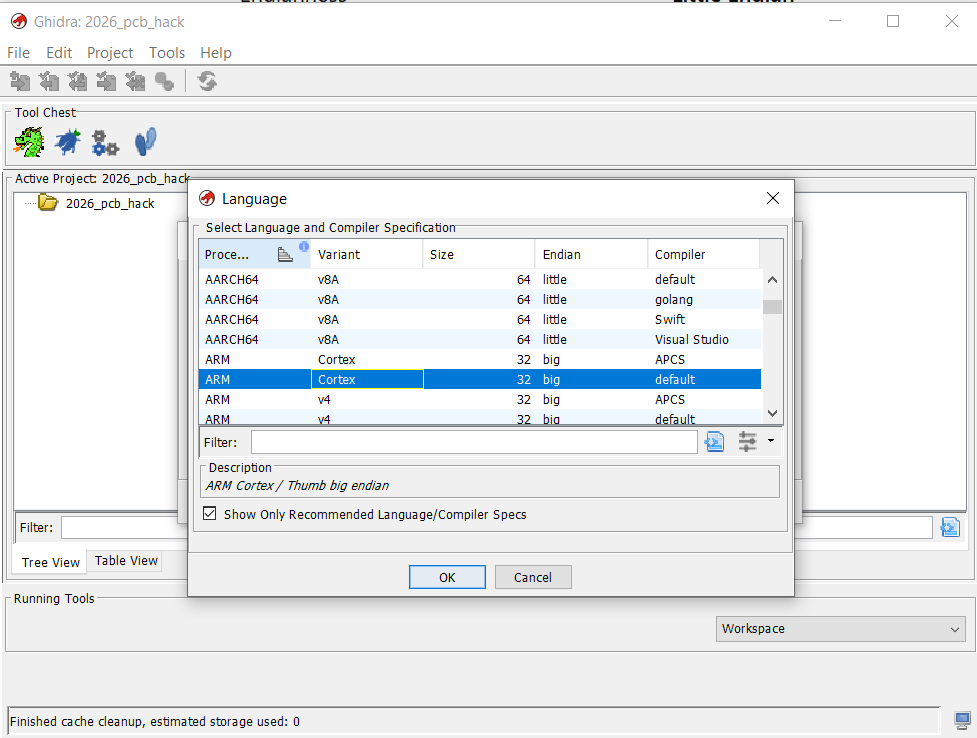 Ghidra: 2026_pcb_hack
File Edit Project Tools Help
Tool Chest
Active Project: 2026_pcb_hack
2026_pcb_hack
Language
Select Language and Compiler Specification
Proce... Variant Size Endian Compiler
AARCH64 v8A 64 little default
AARCH64 v8A 64 little golang
AARCH64 v8A 64 little Swift
AARCH64 v8A 64 little Visual Studio
ARM Cortex 32 big APCS
ARM Cortex 32 big default
ARM v4 32 big APCS
ARM v4 32 big default
Filter:
Description
ARM Cortex / Thumb big endian
Show Only Recommended Language/Compiler Specs
OK Cancel
Filter:
Tree View Table View
Running Tools
Workspace
Finished cache cleanup, estimated storage used: 0